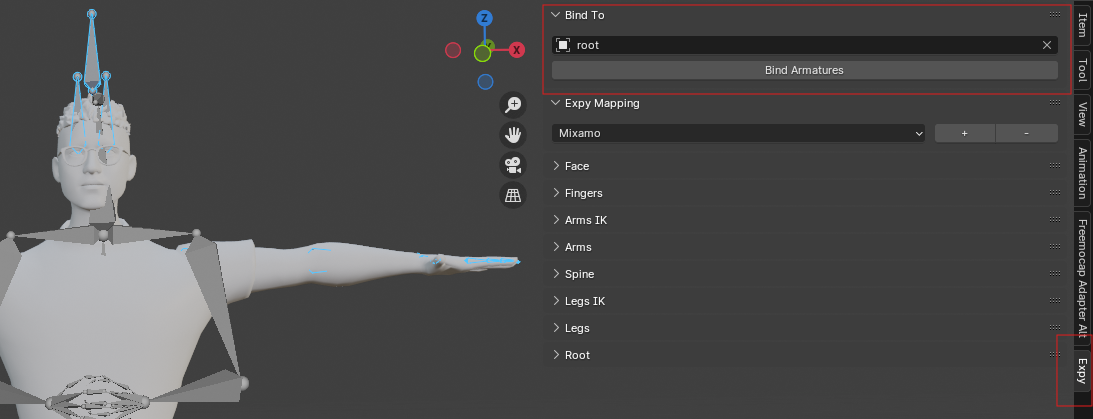 Z
X
Bind To
root
Bind Armatures
Expy Mapping
Mixamo
+ -
Face
Fingers
Arms IK
Arms
Spine
Legs IK
Legs
Root
Item
Tool
View
Animation
Freemocap Adapter Alt
Expy